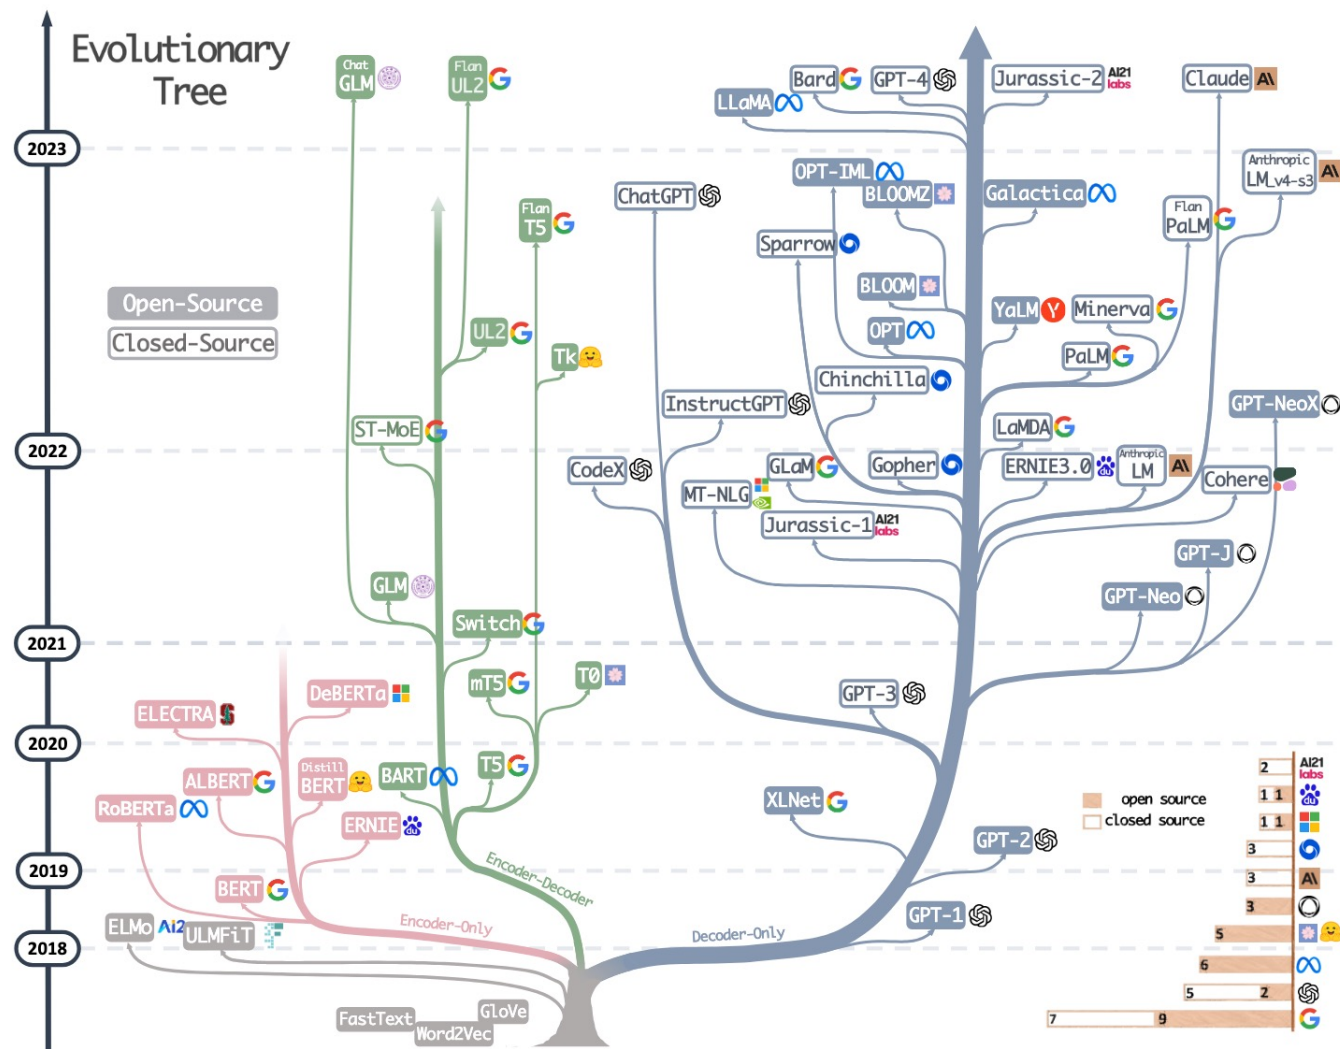 Evolutionary
Tree
2023
2022
2021
2020
2019
2018
Open-Source
Closed-Source
Chat
GLM
Flan
UL2
Flan
T5
UL2
Tk
ST-MoE
GLM
Switch
mT5
T0
T5
BART
DeBERTa
ELECTRA
ALBERT
Distill
BERT
RoBERTa
ERNIE
BERT
ELMo
Ai2
ULMFiT
Encoder-Decoder
Encoder-Only
Decoder-Only
FastText
GloVe
Word2Vec
Bard
GPT-4
Jurassic-2
AI21
labs
Claude
A\
LLaMA
OPT-IML
BLOOMZ
Galactica
Anthropic
LM_v4-s3
A\
ChatGPT
Flan
PaLM
Sparrow
BLOOM
YaLM
Y
Minerva
OPT
PaLM
Chinchilla
InstructGPT
GPT-NeoX
LaMDA
CodeX
GLaM
Gopher
ERNIE3.0
du
Anthropic
LM
A\
Cohere
MT-NLG
Jurassic-1
AI21
labs
GPT-J
GPT-Neo
GPT-3
XLNet
GPT-2
GPT-1
open source
closed source
2
AI21
labs
1 1
du
1 1
3
3
A\
3
5
6
5 2
7 9